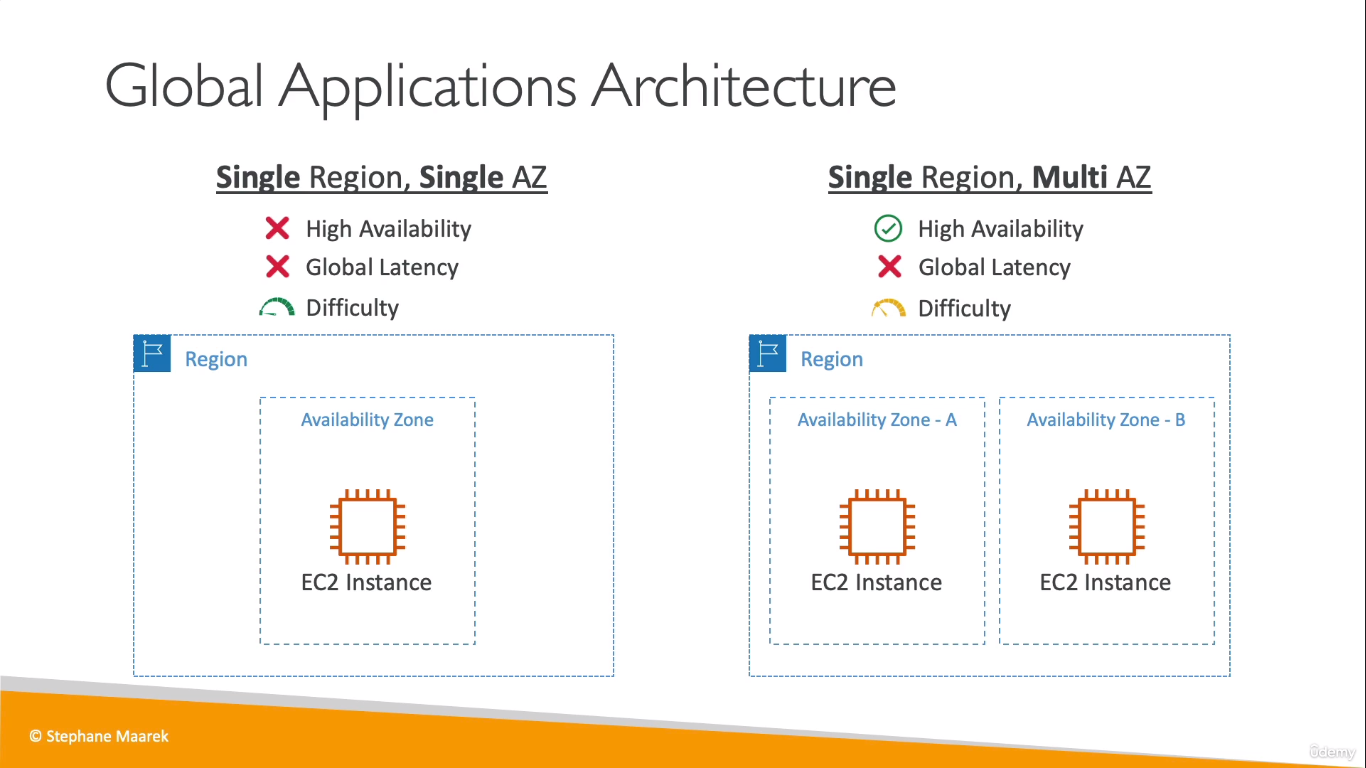 Global Applications Architecture
Single Region, Single AZ
High Availability
Global Latency
Difficulty
Region
Availability Zone
EC2 Instance
Single Region, Multi AZ
High Availability
Global Latency
Difficulty
Region
Availability Zone - A
EC2 Instance
Availability Zone - B
EC2 Instance
© Stephane Maarek
ûdemy